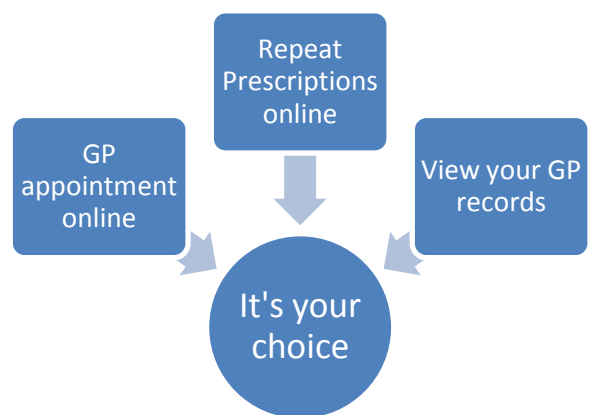 Repeat
Prescriptions
online
GP
appointment
online
View your GP
records
It's your
choice